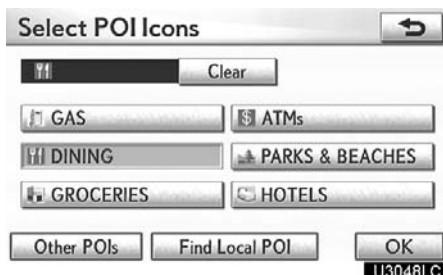 Select POI Icons
Clear
GAS
$ ATMs
DINING
PARKS & BEACHES
GROCERIES
HOTELS
Other POIs
Find Local POI
OK
U3048LC